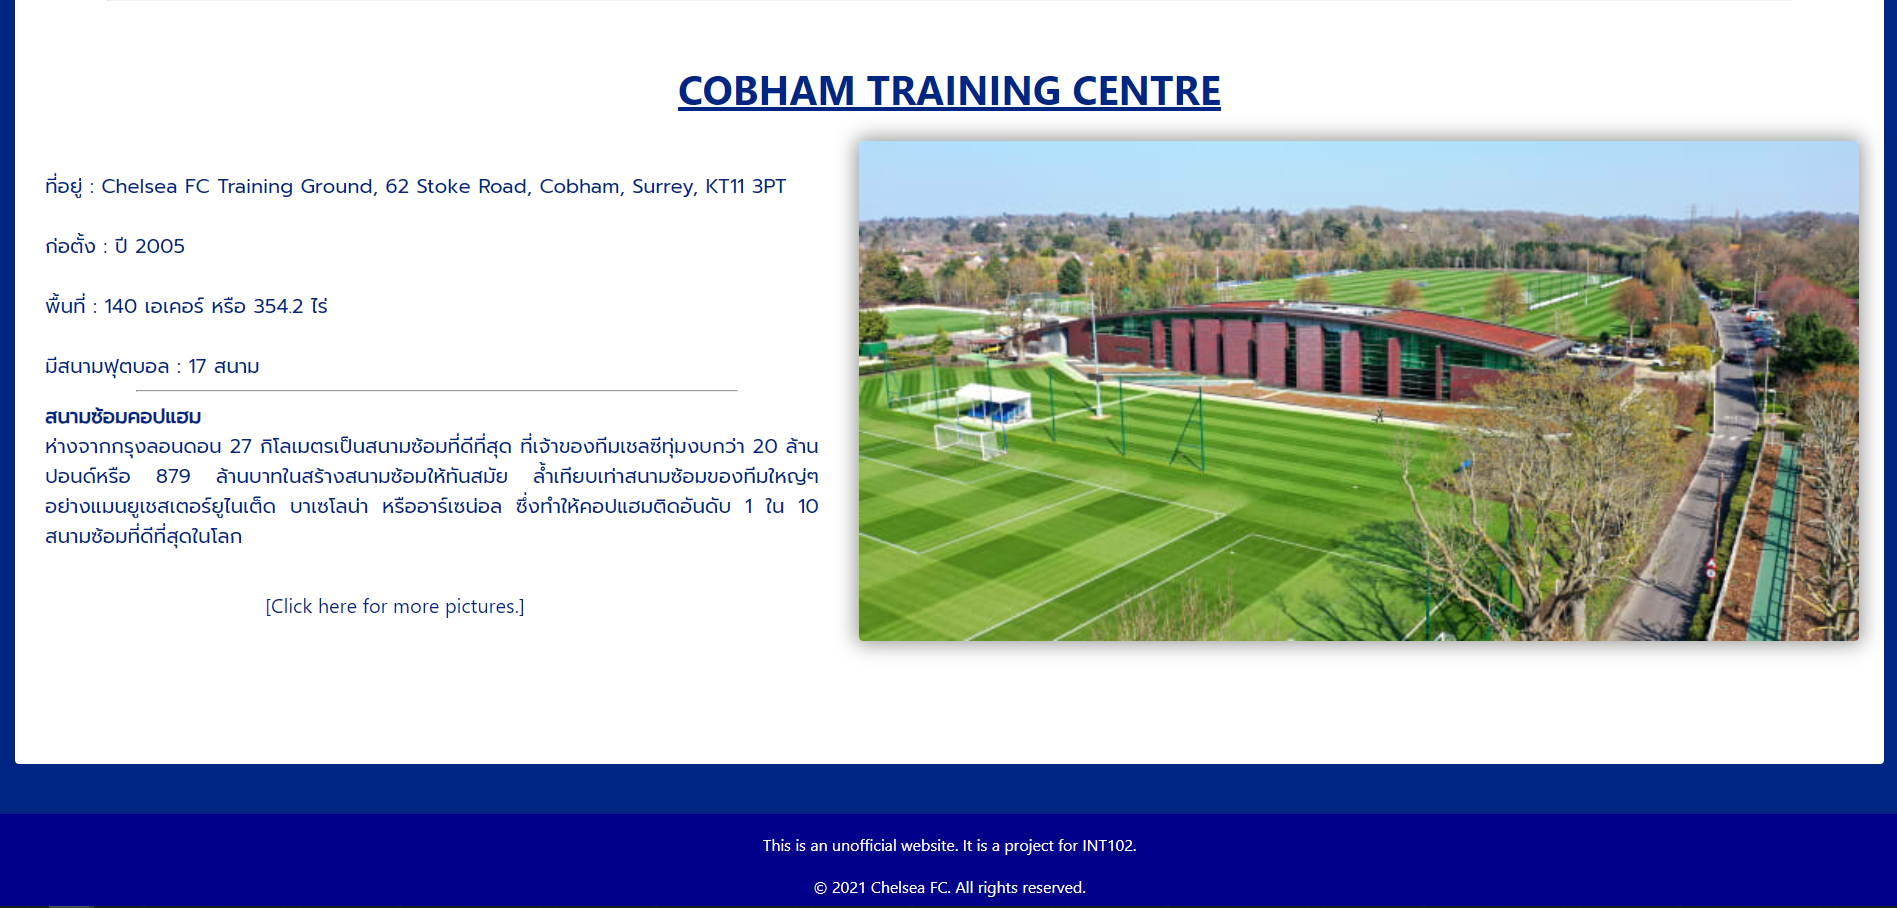 COBHAM TRAINING CENTRE
ที่อยู่ : Chelsea FC Training Ground, 62 Stoke Road, Cobham, Surrey, KT11 3PT
ก่อตั้ง : ปี 2005
พื้นที่ : 140 เอเคอร์ หรือ 354.2 ไร่
มีสนามฟุตบอล : 17 สนาม
สนามซ้อมคอปแฮม
ห่างจากกรุงลอนดอน 27 กิโลเมตรเป็นสนามซ้อมที่ดีที่สุด ที่เจ้าของทีมเชลซีทุ่มงบกว่า 20 ล้าน
ปอนด์หรือ 879 ล้านบาทในสร้างสนามซ้อมให้ทันสมัย ล้ำเทียบเท่าสนามซ้อมของทีมใหญ่ๆ
อย่างแมนยูเชสเตอร์ยูไนเต็ด บาเซโลน่า หรืออาร์เซน่อล ซึ่งทำให้คอปแฮมติดอันดับ 1 ใน 10
สนามซ้อมที่ดีที่สุดในโลก
[Click here for more pictures.]
This is an unofficial website. It is a project for INT102.
© 2021 Chelsea FC. All rights reserved.